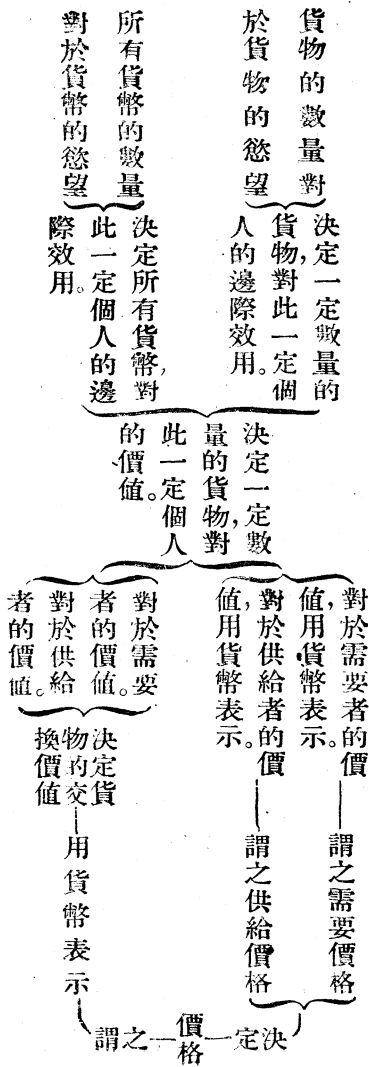 貨物的數量對
於貨物的慾望
所有貨幣的數量
對於貨幣的慾望
決定一定數量的
貨物,對此一定個
人的邊際效用。
決定所有貨幣,對
此一定個人的邊
際效用。
決定一定數
量的貨物,對
此一定個人
的價値。
對於需要者的價
値,用貨幣表示。
對於供給者的價
値,用貨幣表示。
對於需要
者的價値。
對於供給
者的價値。
謂之需要價格
謂之供給價格
決定貨
物的交
換價値
用貨幣表示
決定
價格
謂之